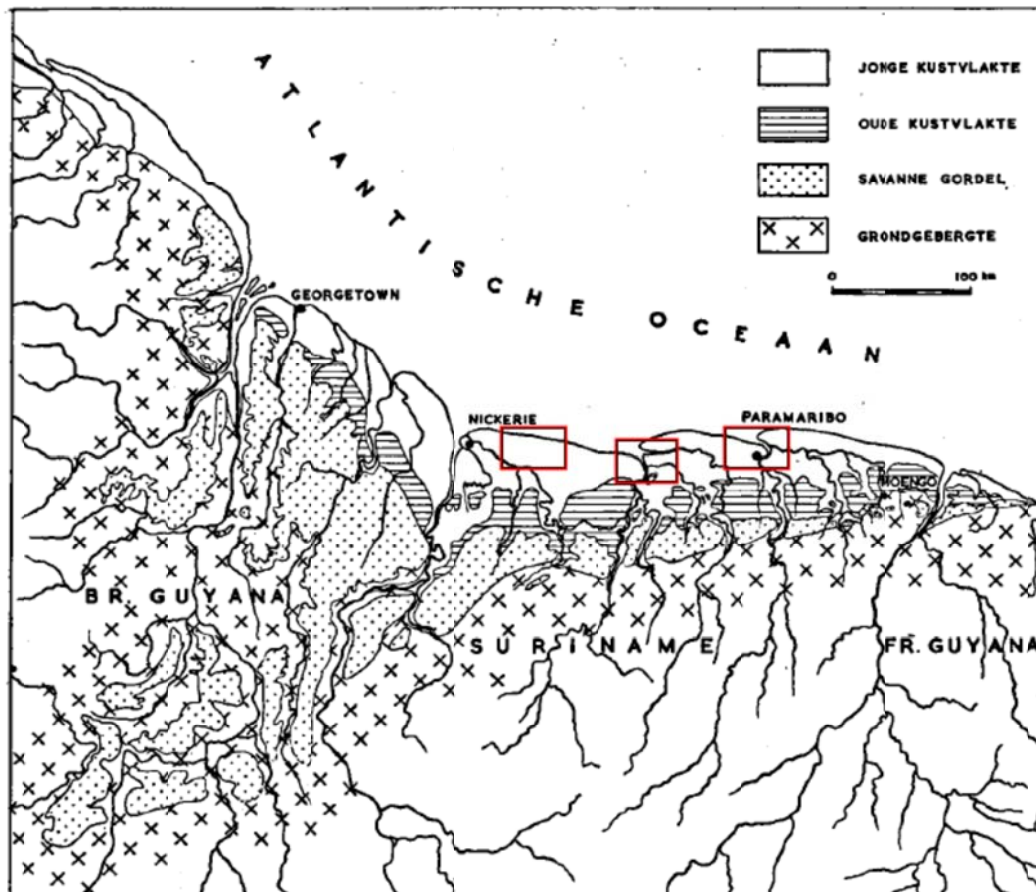 ATLANTISCHE OCEAAN
JONGE KUSTVLAKTE
OUDE KUSTVLAKTE
SAVANNE GORDEL
GRONDGEBERGTE
0 100 km
GEORGETOWN
NICKERIE
PARAMARIBO
MOENGO
BR. GUYANA
SURINAME
FR. GUYANA